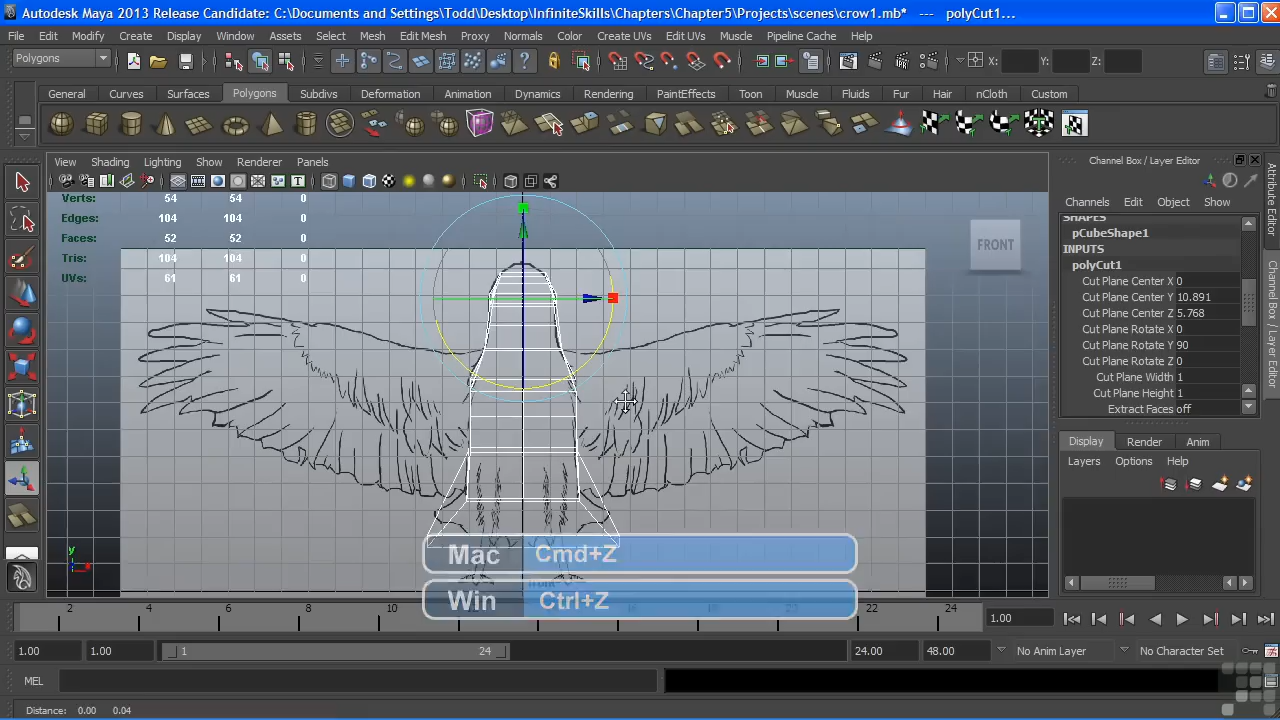 Autodesk Maya 2013 Release Candidate: C:\Documents and Settings\Todd\Desktop\InfiniteSkills\Chapters\Chapter5\Projects\scenes\crow1.mb* --- polyCut1...
File Edit Modify Create Display Window Assets Select Mesh Edit Mesh Proxy Normals Color Create UVs Edit UVs Muscle Pipeline Cache Help
Polygons X: Y: Z:
General Curves Surfaces Polygons Subdivs Deformation Animation Dynamics Rendering PaintEffects Toon Muscle Fluids Fur Hair nCloth Custom
View Shading Lighting Show Renderer Panels
Channel Box / Layer Editor
Channels Edit Object Show
Verts: 54 54 0
Edges: 104 104 0
Faces: 52 52 0
Tris: 104 104 0
UVs: 61 61 0
FRONT
SHAPES
pCubeShape1
INPUTS
polyCut1
Cut Plane Center X 0
Cut Plane Center Y 10.891
Cut Plane Center Z 5.768
Cut Plane Rotate X 0
Cut Plane Rotate Y 90
Cut Plane Rotate Z 0
Cut Plane Width 1
Cut Plane Height 1
Extract Faces off
Attribute Editor
Channel Box / Layer Editor
Display Render Anim
Layers Options Help
y
Mac Cmd+Z
Win Ctrl+Z
2 4 6 8 10 22 24 1.00
1.00 1.00 1 24 24.00 48.00 No Anim Layer No Character Set
MEL
Distance: 0.00 0.04